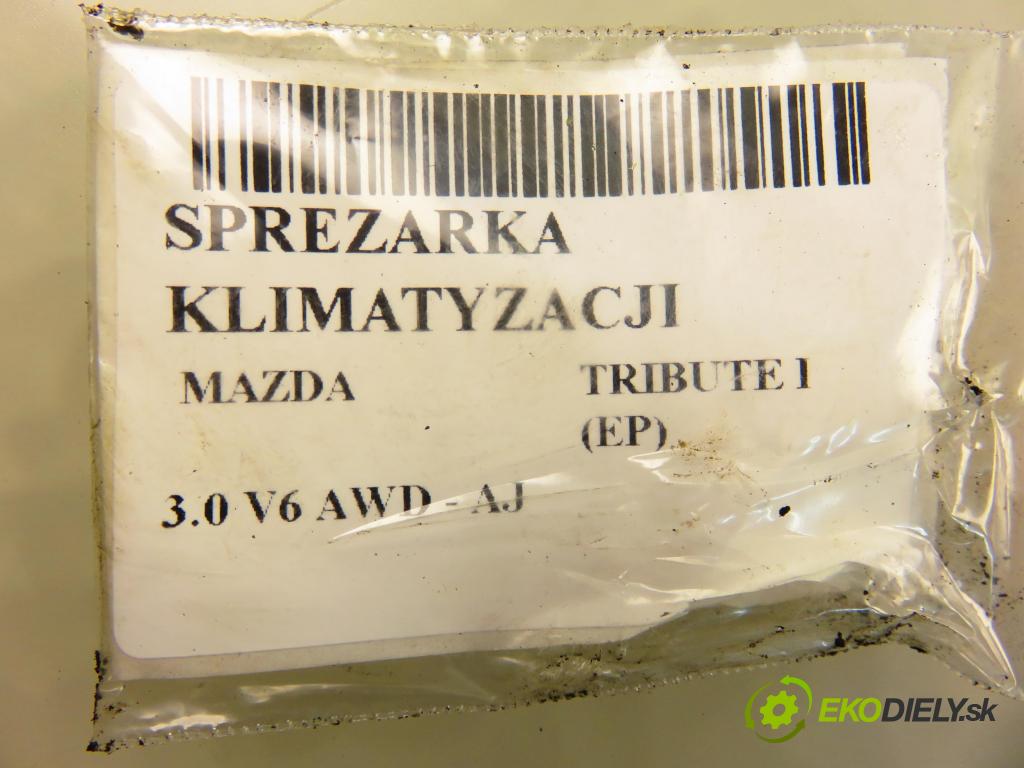 SPREZARKA
KLIMATYZACJI
MAZDA TRIBUTE I
(EP)
3.0 V6 AWD - AJ
EKODIELY.sk